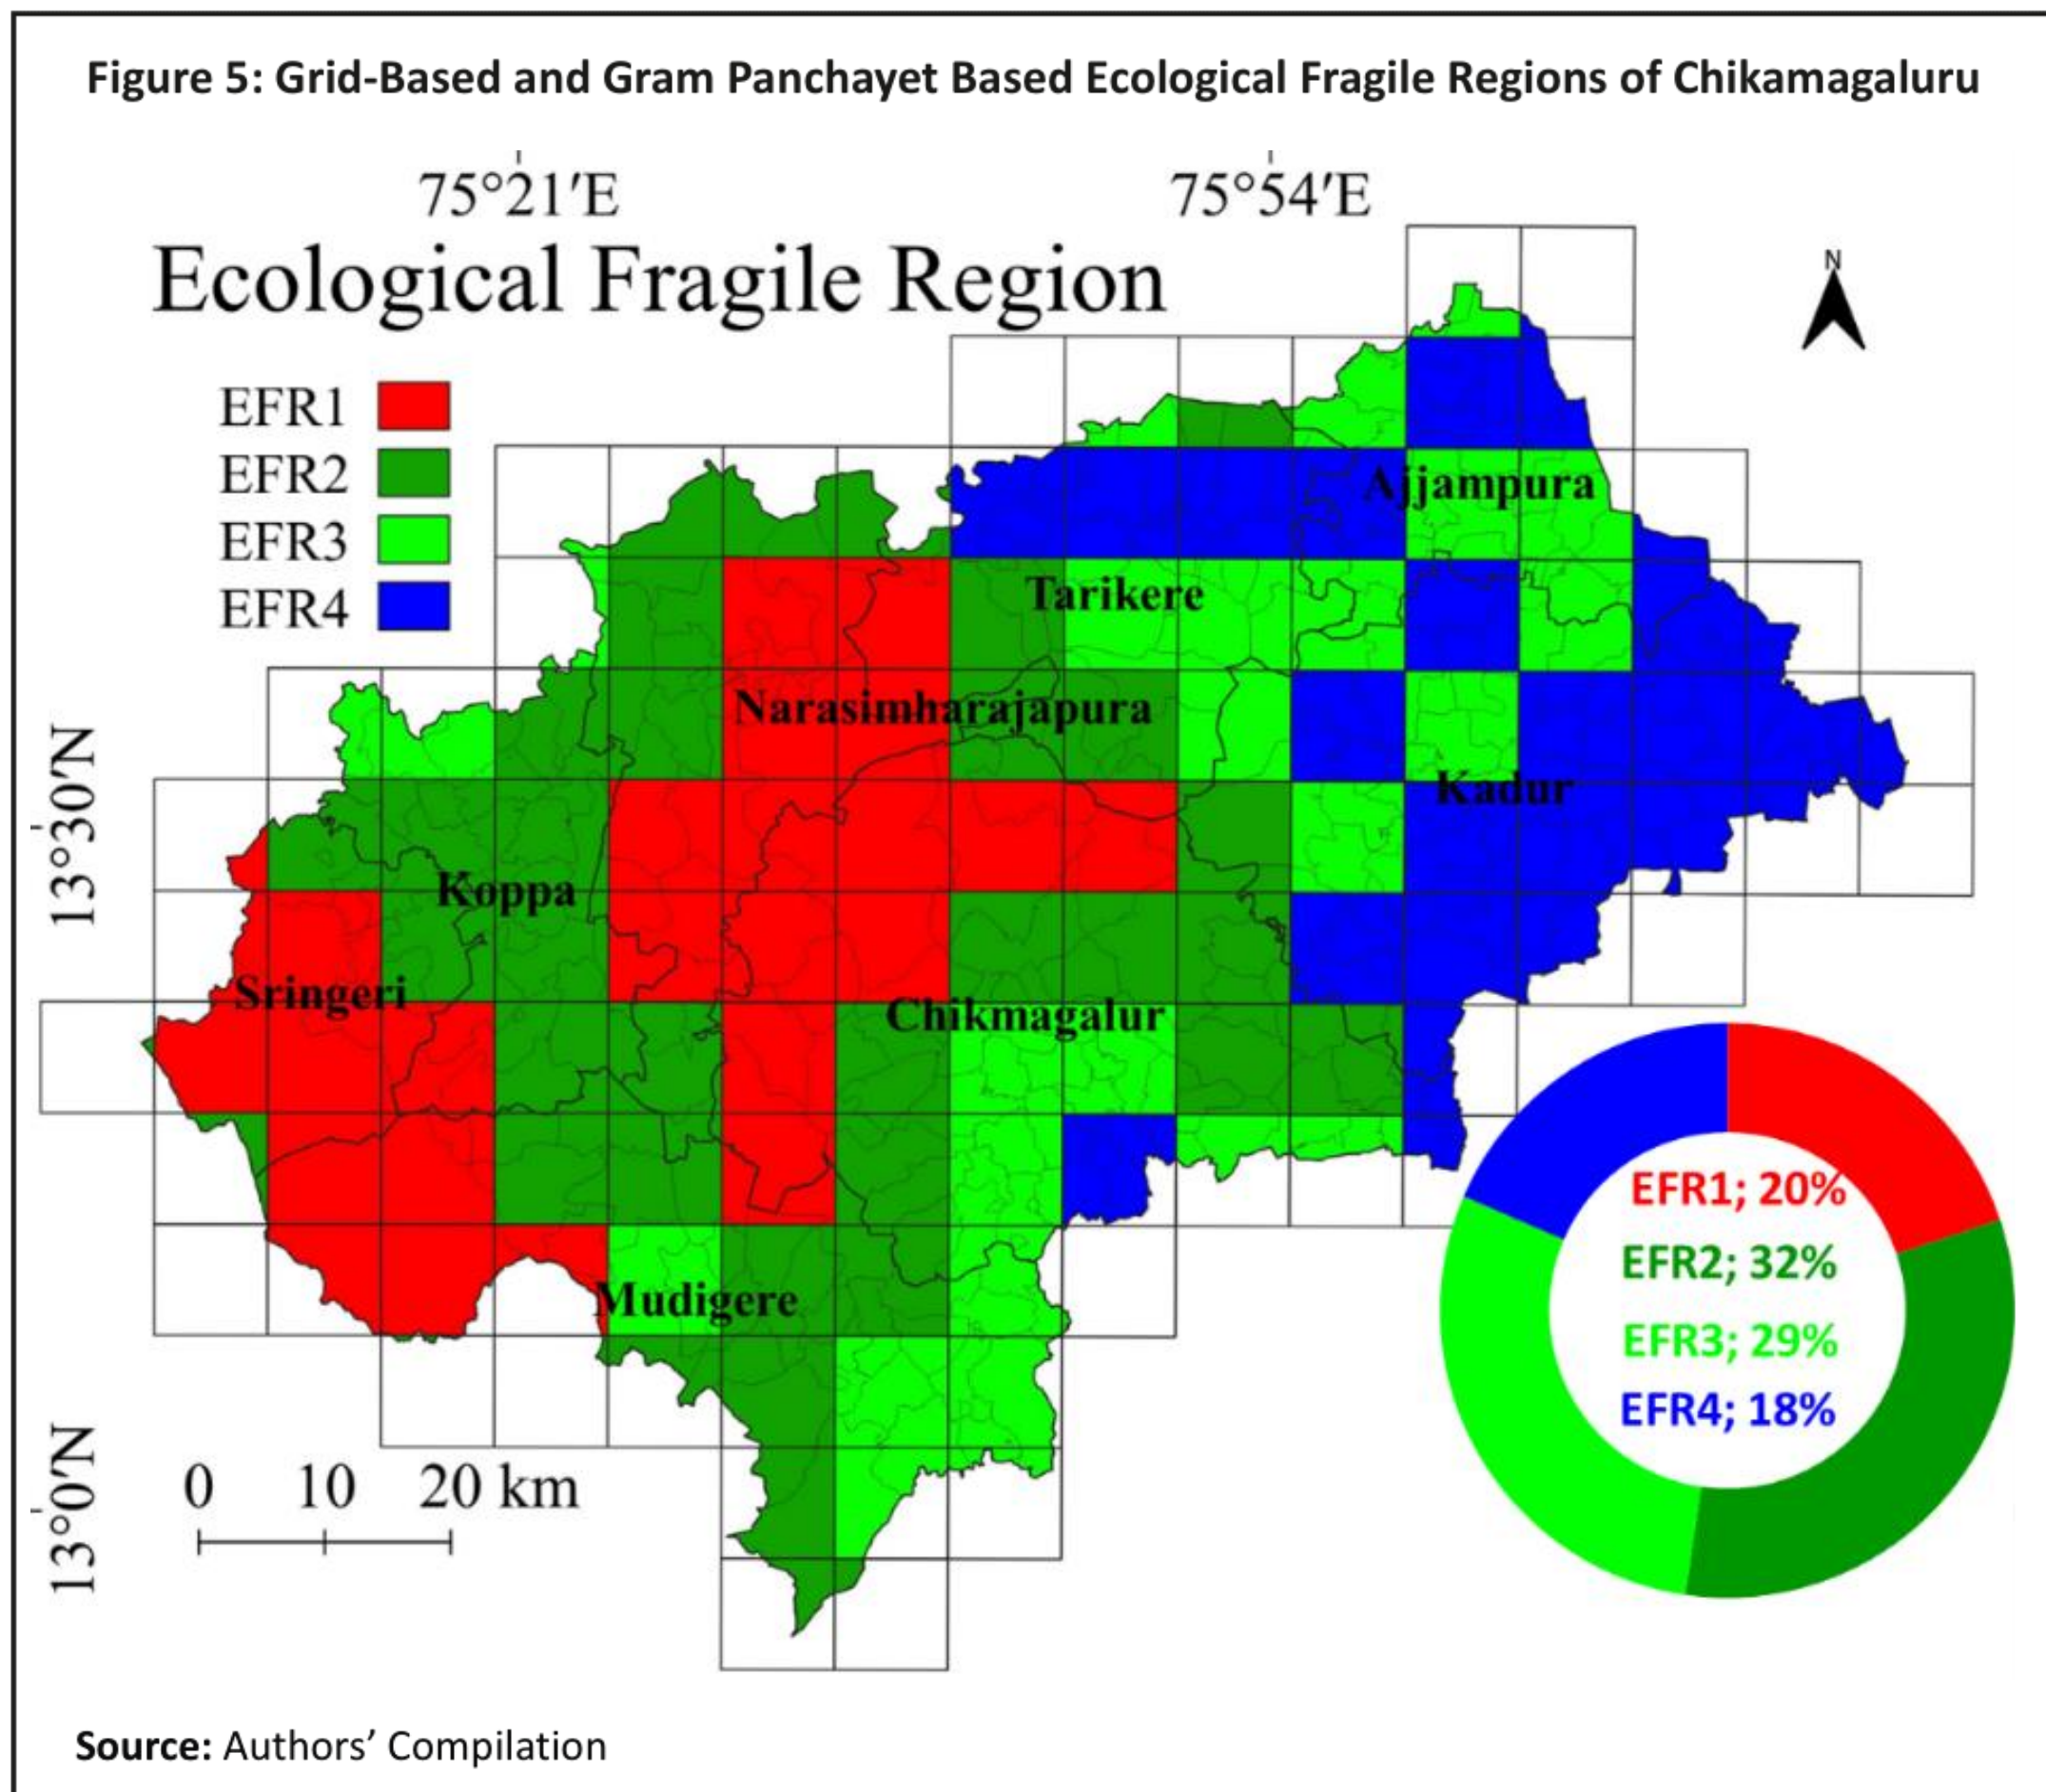 Figure 5: Grid-Based and Gram Panchayet Based Ecological Fragile Regions of Chikamagaluru
75°21′E
75°54′E
Ecological Fragile Region
N
EFR1
EFR2
EFR3
EFR4
Ajjampura
Tarikere
Narasimharajapura
Kadur
13°30′N
Koppa
Sringeri
Chikmagalur
Mudigere
EFR1; 20%
EFR2; 32%
EFR3; 29%
EFR4; 18%
13°0′N
0 10 20 km
Source: Authors’ Compilation